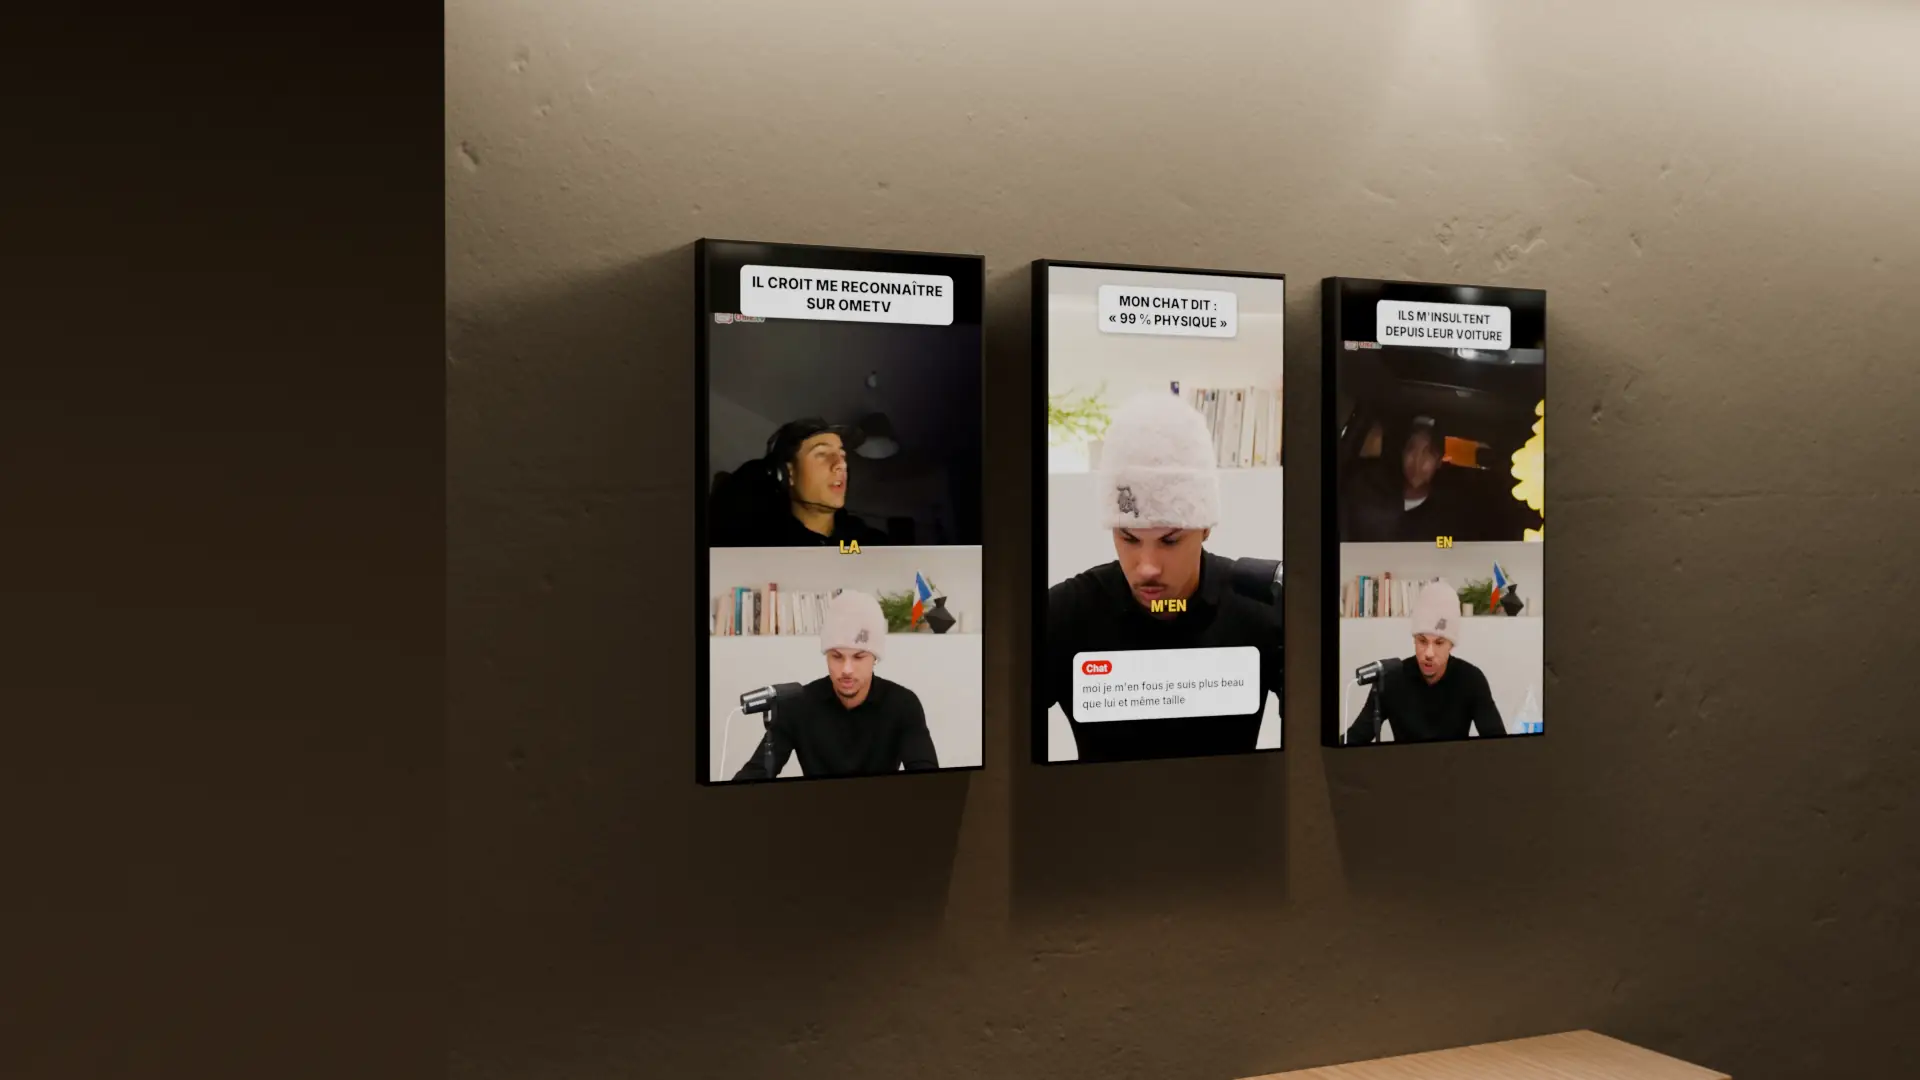 IL CROIT ME RECONNAÎTRE
SUR OMETV
LA
MON CHAT DIT :
« 99 % PHYSIQUE »
M'EN
Chat
moi je m'en fous je suis plus beau
que lui et même taille
ILS M'INSULTENT
DEPUIS LEUR VOITURE
EN